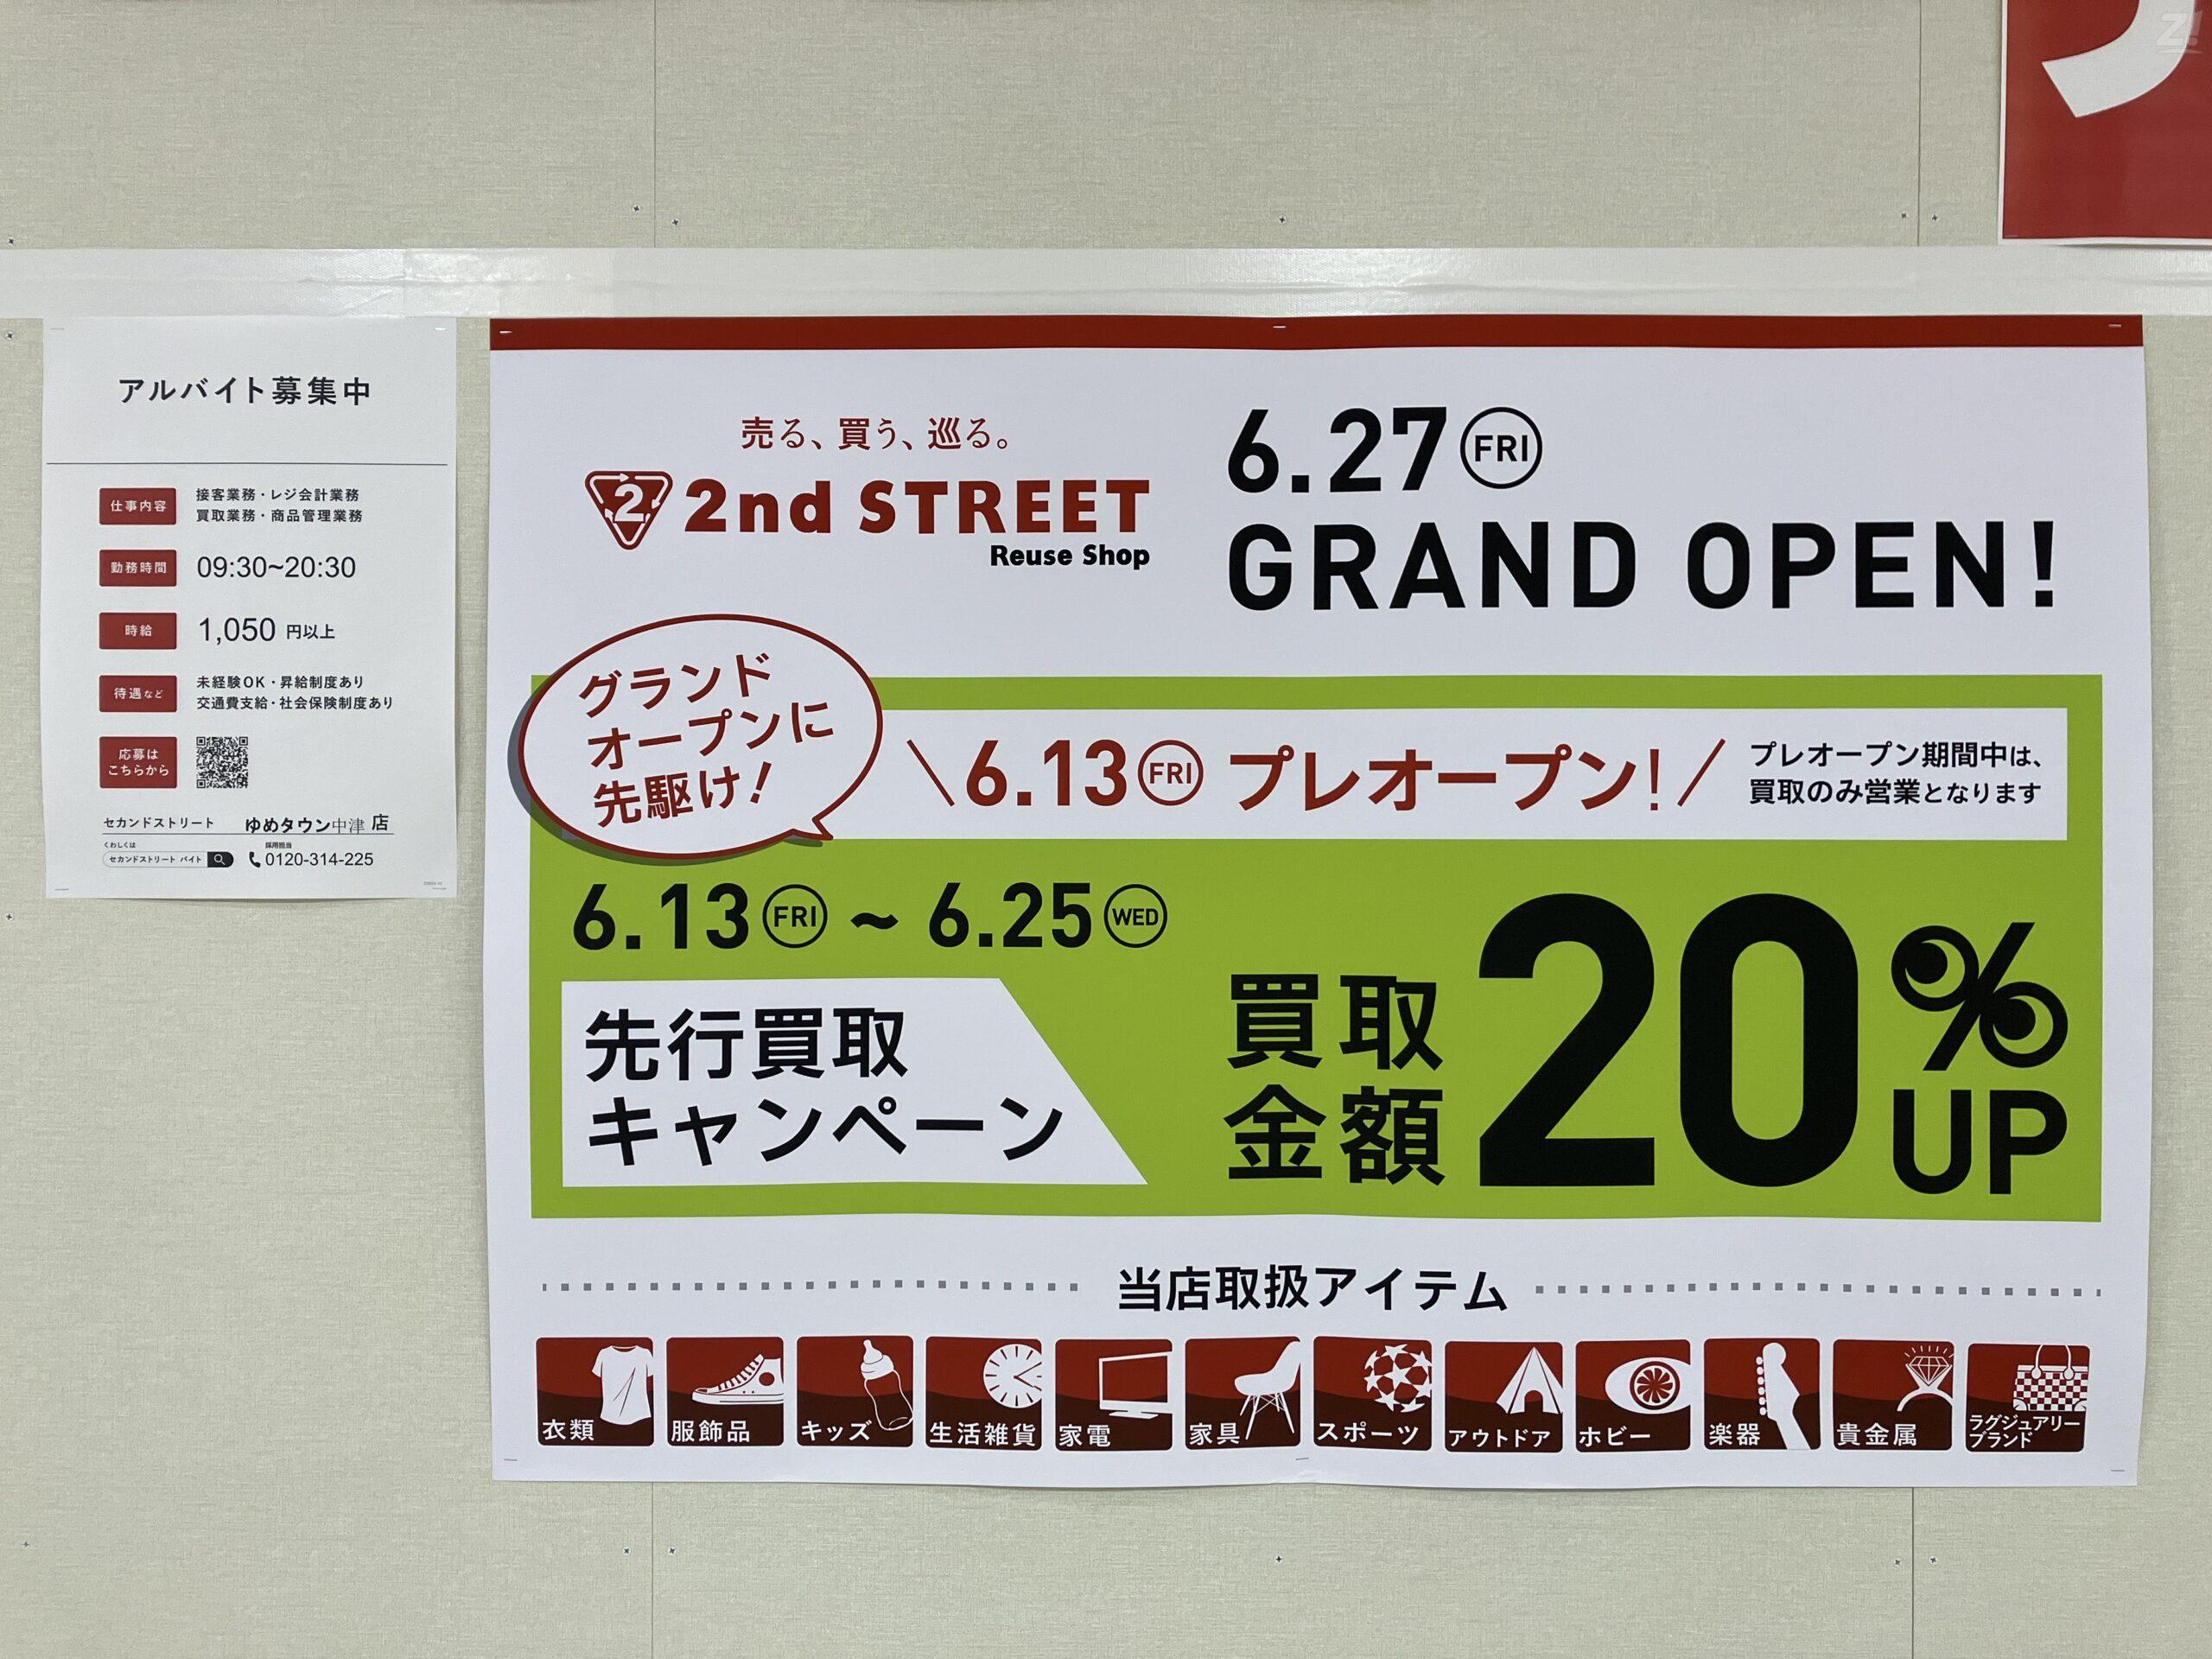 アルバイト募集中
仕事内容
接客業務・レジ会計業務
買取業務・商品管理業務
勤務時間
09:30~20:30
時給
1,050 円以上
待遇など
未経験OK・昇給制度あり
交通費支給・社会保険制度あり
応募は
こちらから
セカンドストリート ゆめタウン中津 店
くわしくは
セカンドストリート バイト
採用担当
0120-314-225
売る、買う、巡る。
2 2nd STREET
Reuse Shop
6.27 FRI
GRAND OPEN!
グランド
オープンに
先駆け!
\6.13 FRI プレオープン!/
プレオープン期間中は、
買取のみ営業となります
6.13 FRI ~ 6.25 WED
先行買取
キャンペーン
買取
金額
20%
UP
当店取扱アイテム
衣類
服飾品
キッズ
生活雑貨
家電
家具
スポーツ
アウトドア
ホビー
楽器
貴金属
ラグジュアリー
ブランド